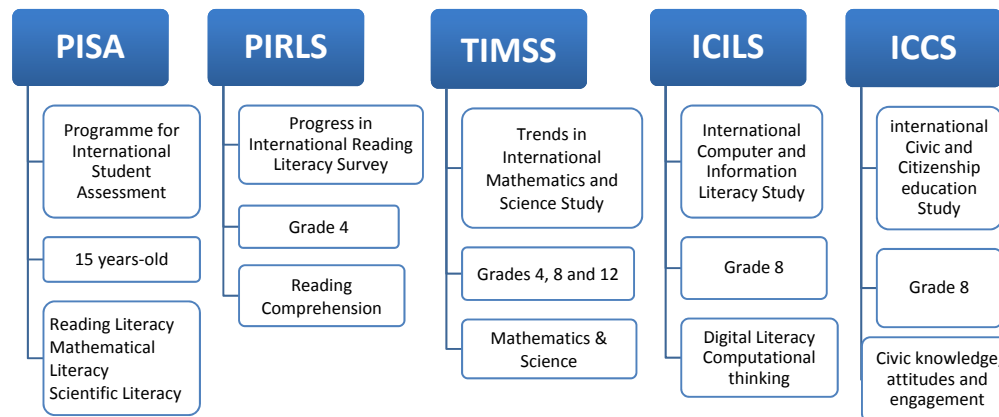 PISA
Programme for
International
Student
Assessment
15 years-old
Reading Literacy
Mathematical
Literacy
Scientific Literacy
PIRLS
Progress in
International Reading
Literacy Survey
Grade 4
Reading
Comprehension
TIMSS
Trends in
International
Mathematics and
Science Study
Grades 4, 8 and 12
Mathematics &
Science
ICILS
International
Computer and
Information
Literacy Study
Grade 8
Digital Literacy
Computational
thinking
ICCS
international
Civic and
Citizenship
education
Study
Grade 8
Civic knowledge,
attitudes and
engagement